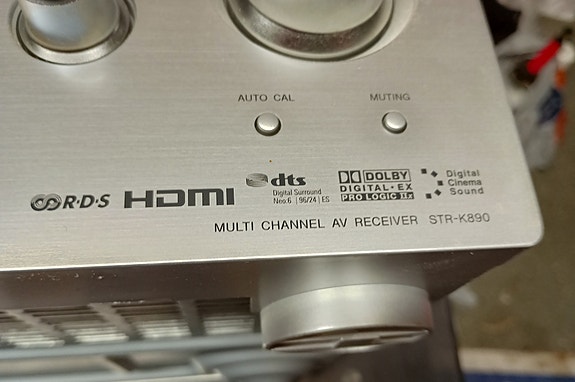 AUTO CAL
MUTING
R·D·S
HDMI
dts
Digital Surround
Neo:6 | 96/24 | ES
DOLBY
DIGITAL·EX
PRO LOGIC IIx
Digital
Cinema
Sound
MULTI CHANNEL AV RECEIVER STR-K890